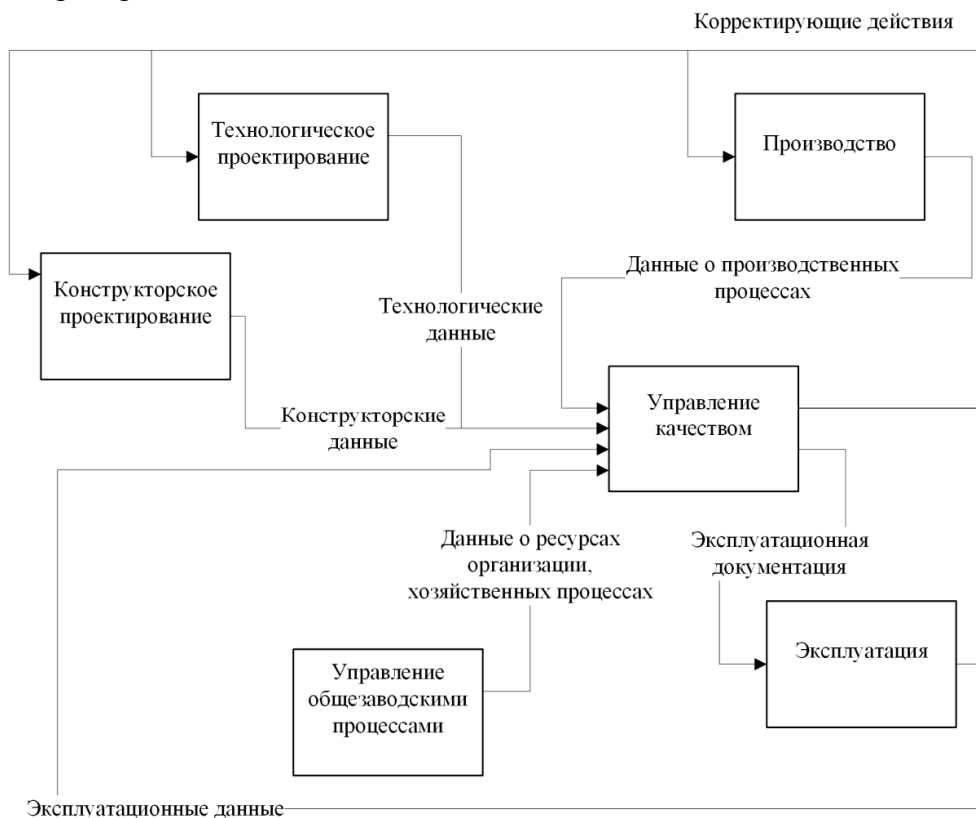 Корректирующие действия
Технологическое
проектирование
Производство
Конструкторское
проектирование
Данные о производственных
процессах
Технологические
данные
Управление
качеством
Конструкторские
данные
Данные о ресурсах
организации,
хозяйственных процессах
Эксплуатационная
документация
Эксплуатация
Управление
общезаводскими
процессами
Эксплуатационные данные